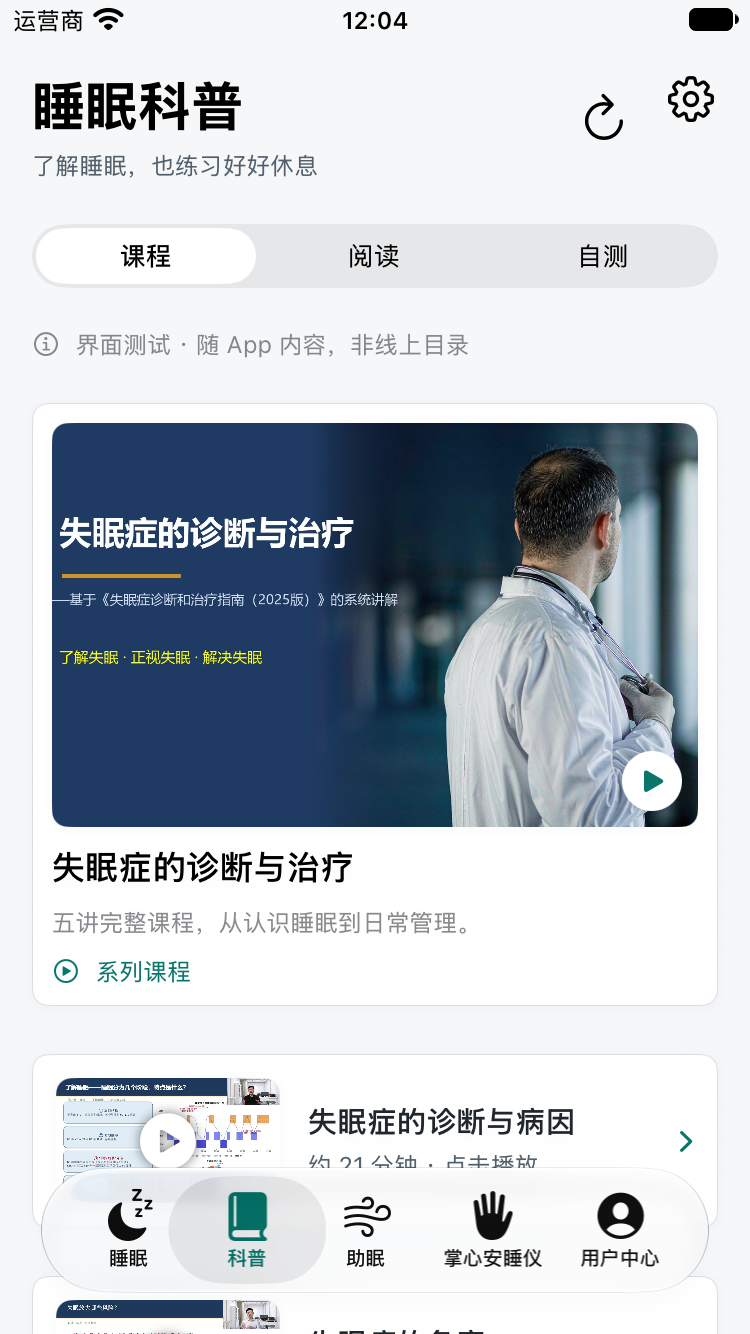 运营商
12:04
睡眠科普
了解睡眠，也练习好好休息
课程
阅读
自测
界面测试 · 随 App 内容，非线上目录
失眠症的诊断与治疗
——基于《失眠症诊断和治疗指南（2025版）》的系统讲解
了解失眠 · 正视失眠 · 解决失眠
失眠症的诊断与治疗
五讲完整课程，从认识睡眠到日常管理。
系列课程
失眠症的诊断与病因
约 21 分钟 · 点击播放
睡眠
科普
助眠
掌心安睡仪
用户中心